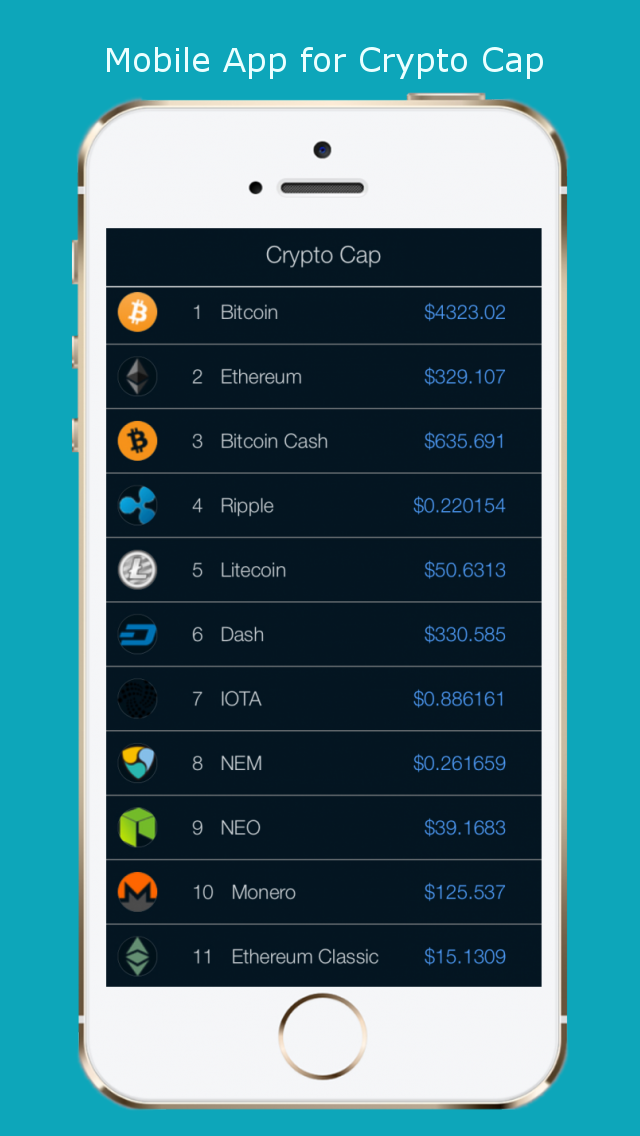 Mobile App for Crypto Cap
Crypto Cap
1 Bitcoin $4323.02
2 Ethereum $329.107
3 Bitcoin Cash $635.691
4 Ripple $0.220154
5 Litecoin $50.6313
6 Dash $330.585
7 IOTA $0.886161
8 NEM $0.261659
9 NEO $39.1683
10 Monero $125.537
11 Ethereum Classic $15.1309